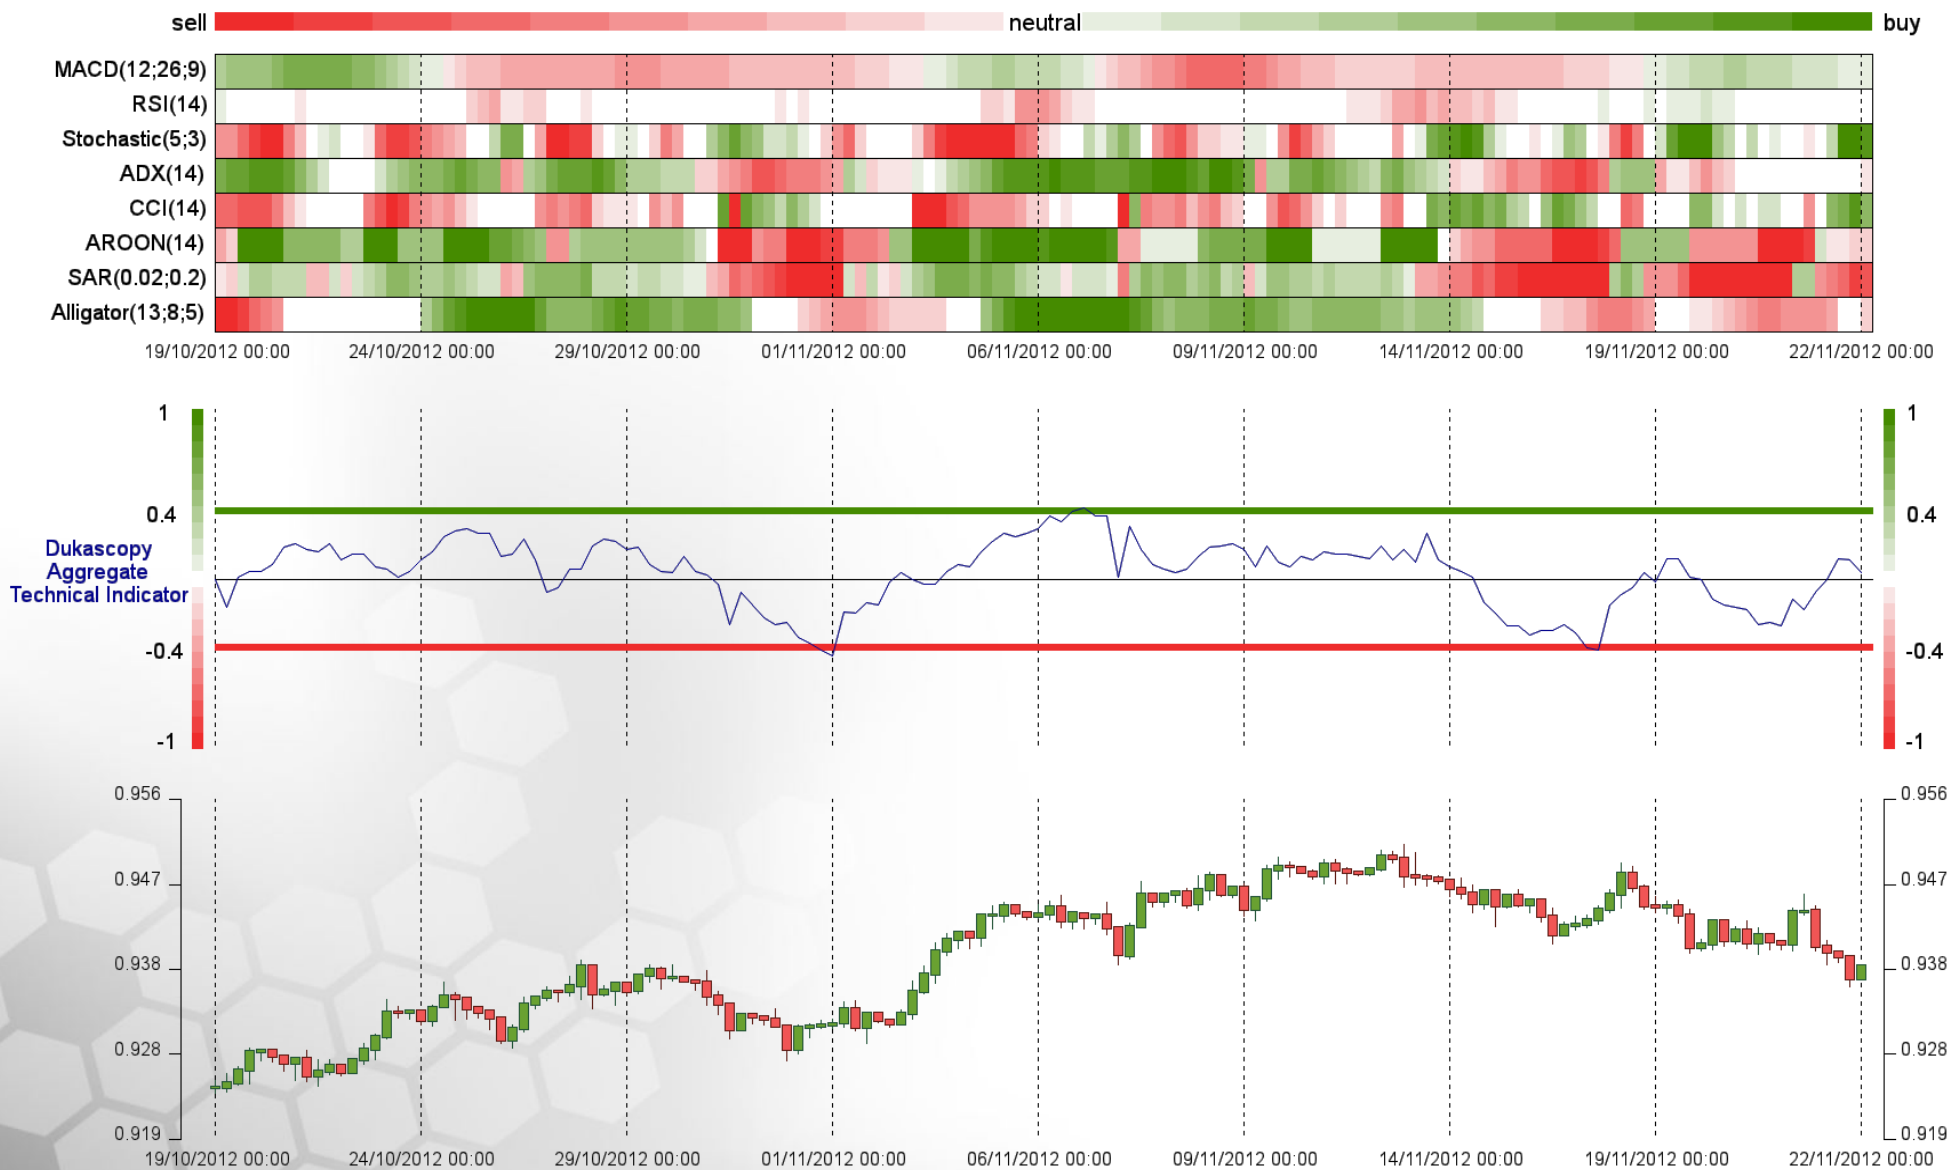 sell neutral buy
MACD(12;26;9)
RSI(14)
Stochastic(5;3)
ADX(14)
CCI(14)
AROON(14)
SAR(0.02;0.2)
Alligator(13;8;5)
19/10/2012 00:00 24/10/2012 00:00 29/10/2012 00:00 01/11/2012 00:00 06/11/2012 00:00 09/11/2012 00:00 14/11/2012 00:00 19/11/2012 00:00 22/11/2012 00:00
1 1
0.4 0.4
Dukascopy
Aggregate
Technical Indicator
-0.4 -0.4
-1 -1
0.956 0.956
0.947 0.947
0.938 0.938
0.928 0.928
0.919 0.919
19/10/2012 00:00 24/10/2012 00:00 29/10/2012 00:00 01/11/2012 00:00 06/11/2012 00:00 09/11/2012 00:00 14/11/2012 00:00 19/11/2012 00:00 22/11/2012 00:00